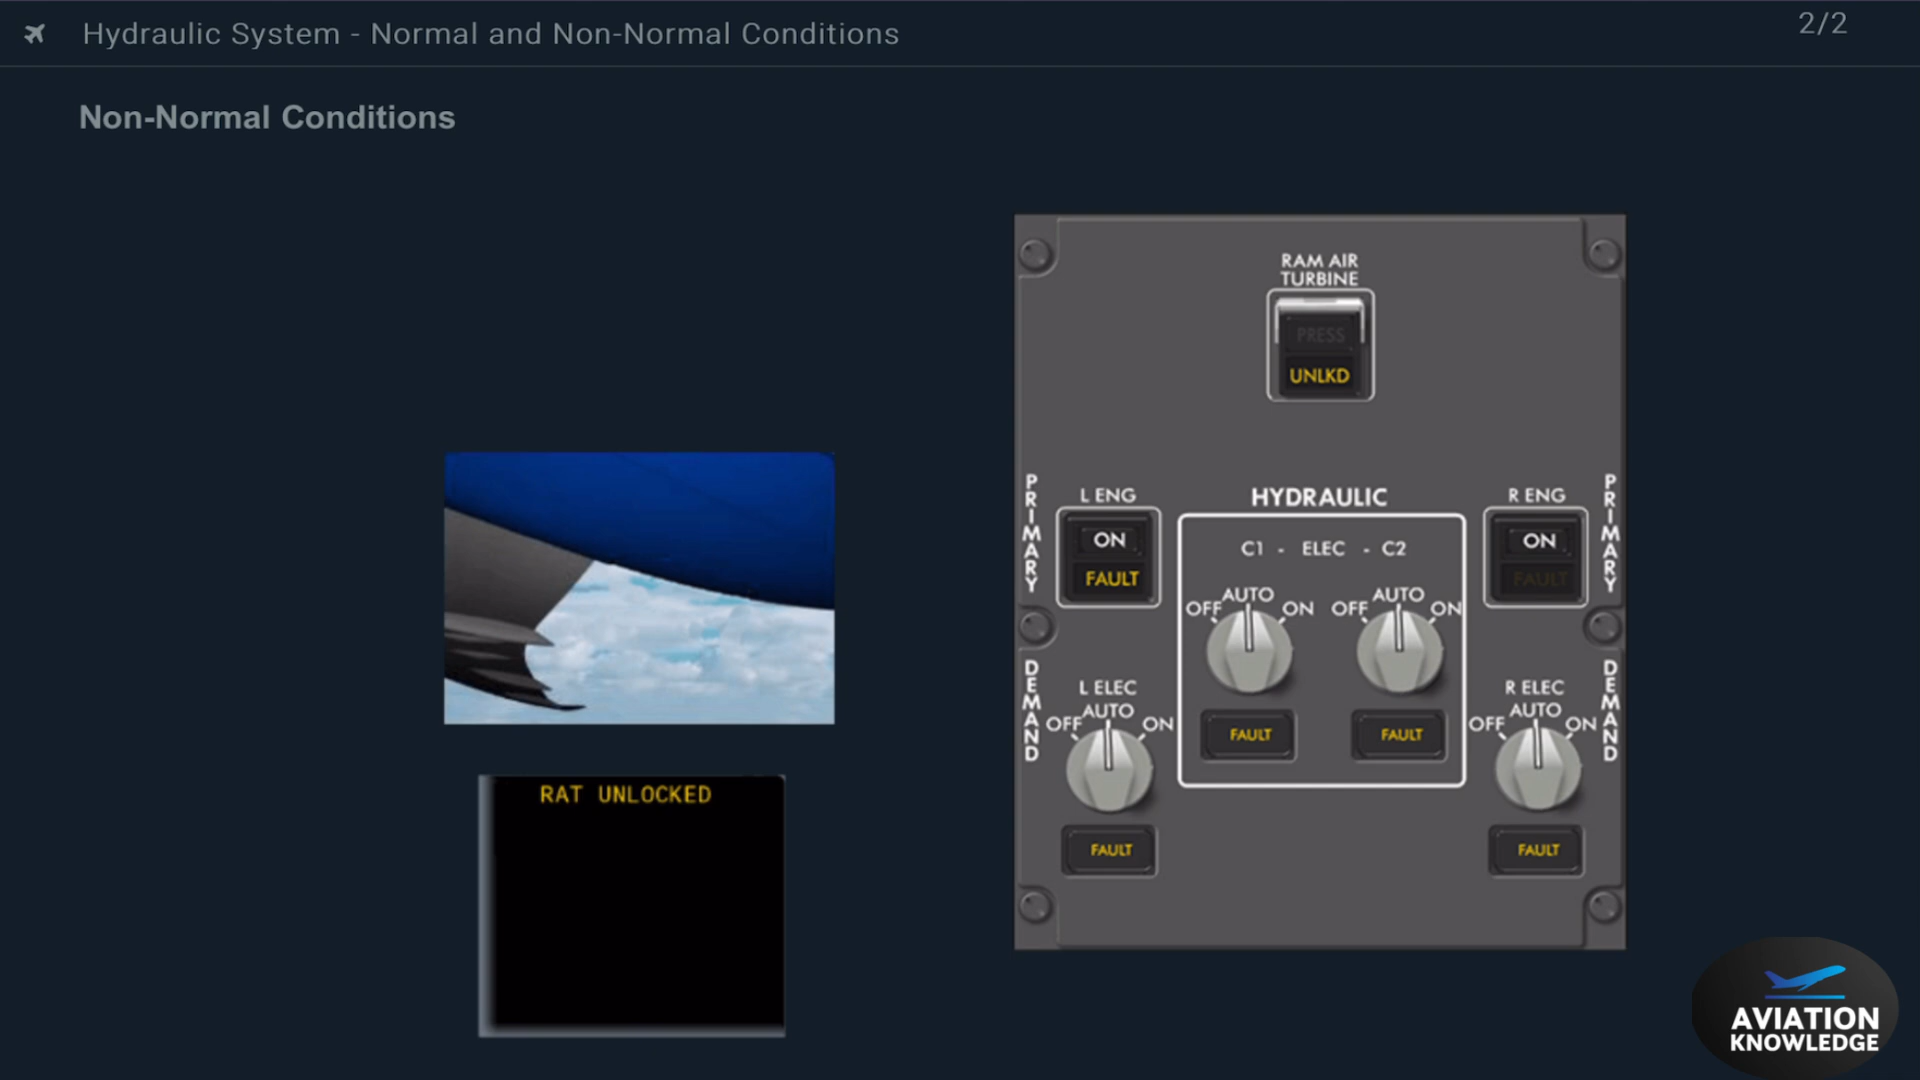 Hydraulic System - Normal and Non-Normal Conditions
2/2
Non-Normal Conditions
RAM AIR
TURBINE
PRESS
UNLKD
PRIMARY
L ENG
ON
FAULT
HYDRAULIC
C1 - ELEC - C2
OFF AUTO ON
OFF AUTO ON
FAULT
FAULT
R ENG
ON
FAULT
PRIMARY
DEMAND
L ELEC
OFF AUTO ON
FAULT
R ELEC
OFF AUTO ON
FAULT
DEMAND
RAT UNLOCKED
AVIATION
KNOWLEDGE